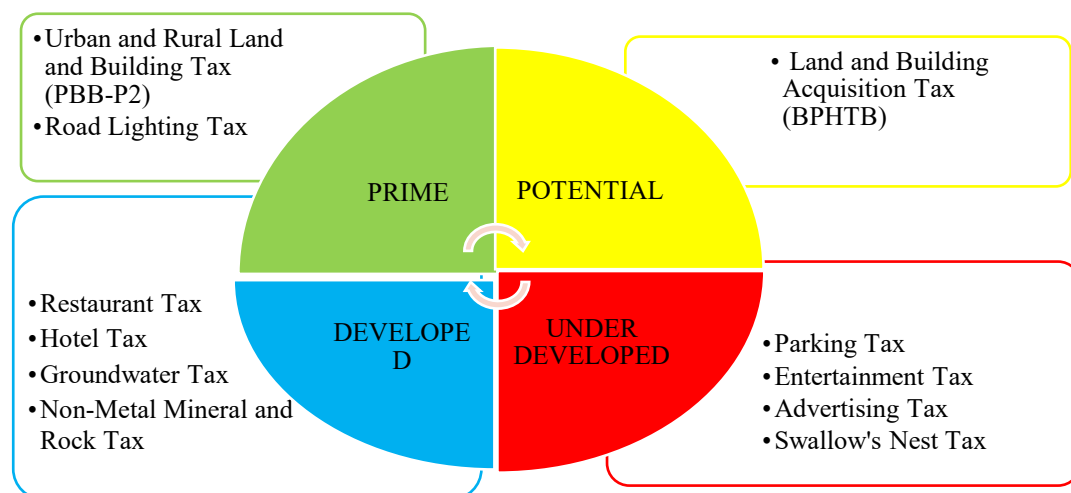 •Urban and Rural Land
and Building Tax
(PBB-P2)
•Road Lighting Tax
• Land and Building
Acquisition Tax
(BPHTB)
PRIME
POTENTIAL
DEVELOPE
D
UNDER
DEVELOPED
•Restaurant Tax
•Hotel Tax
•Groundwater Tax
•Non-Metal Mineral and
Rock Tax
•Parking Tax
•Entertainment Tax
•Advertising Tax
•Swallow's Nest Tax